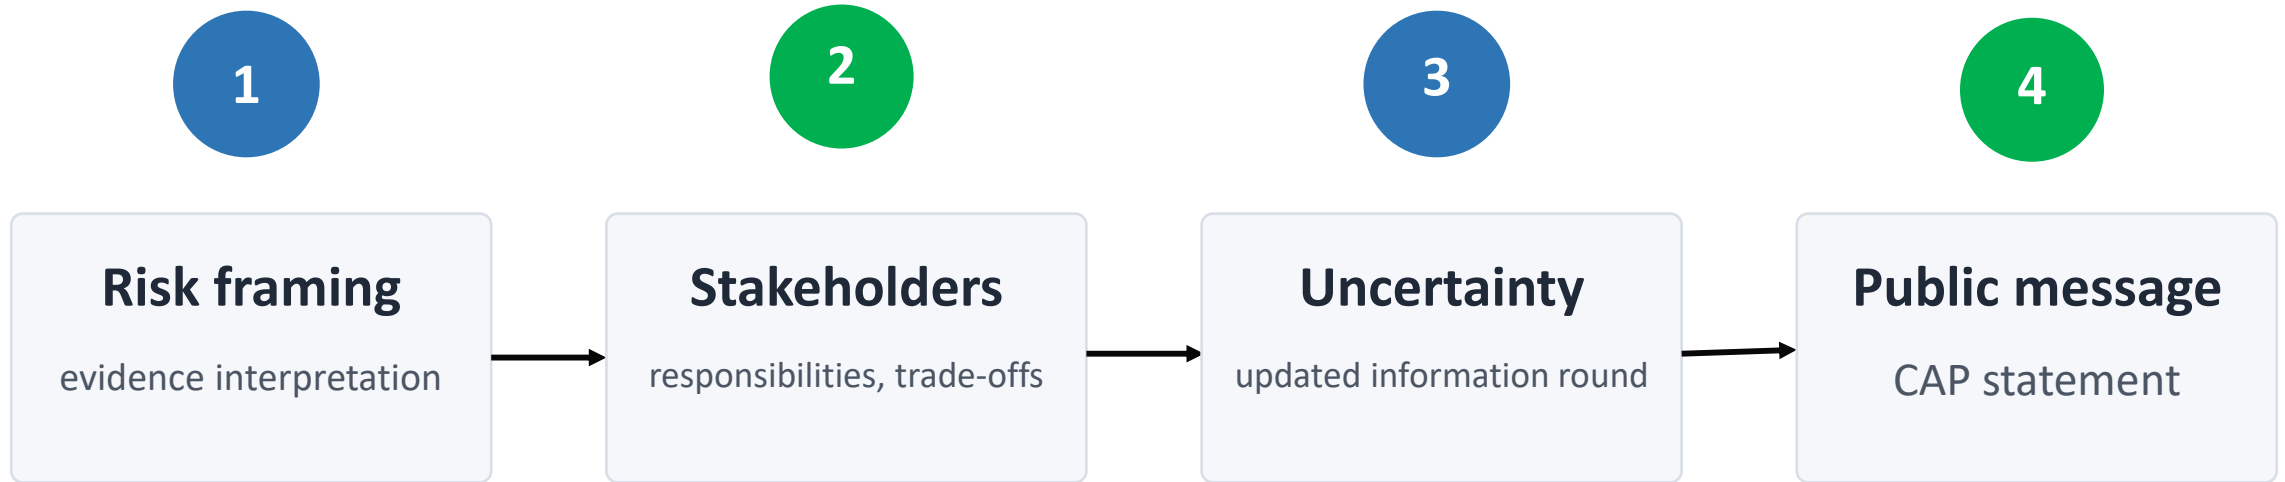 1
2
3
4
Risk framing
evidence interpretation
Stakeholders
responsibilities, trade-offs
Uncertainty
updated information round
Public message
CAP statement